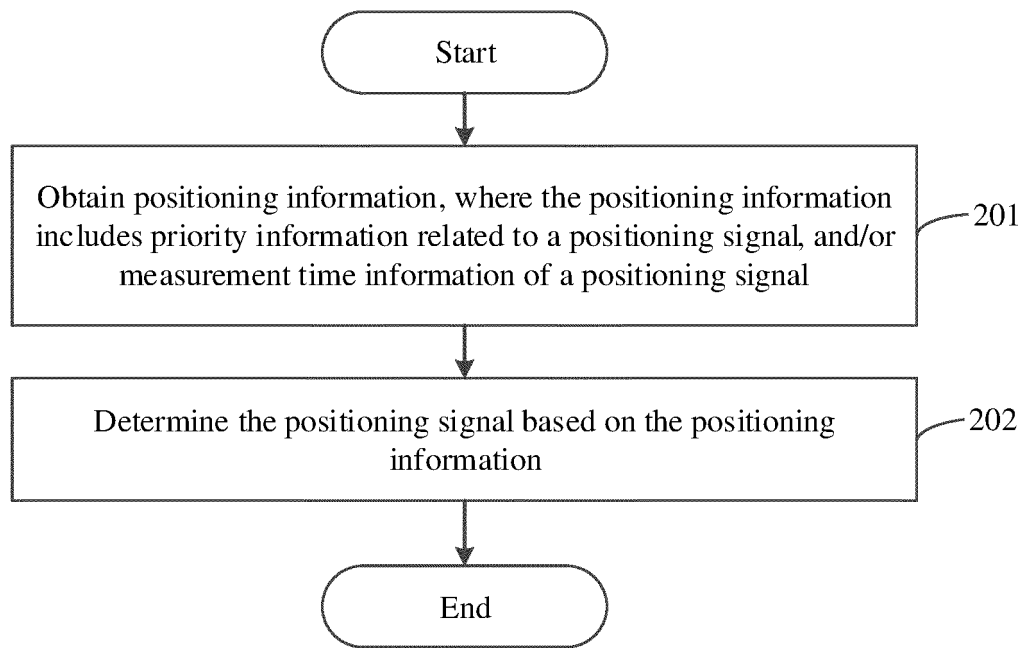 Start
Obtain positioning information, where the positioning information
includes priority information related to a positioning signal, and/or
measurement time information of a positioning signal
201
Determine the positioning signal based on the positioning
information
202
End